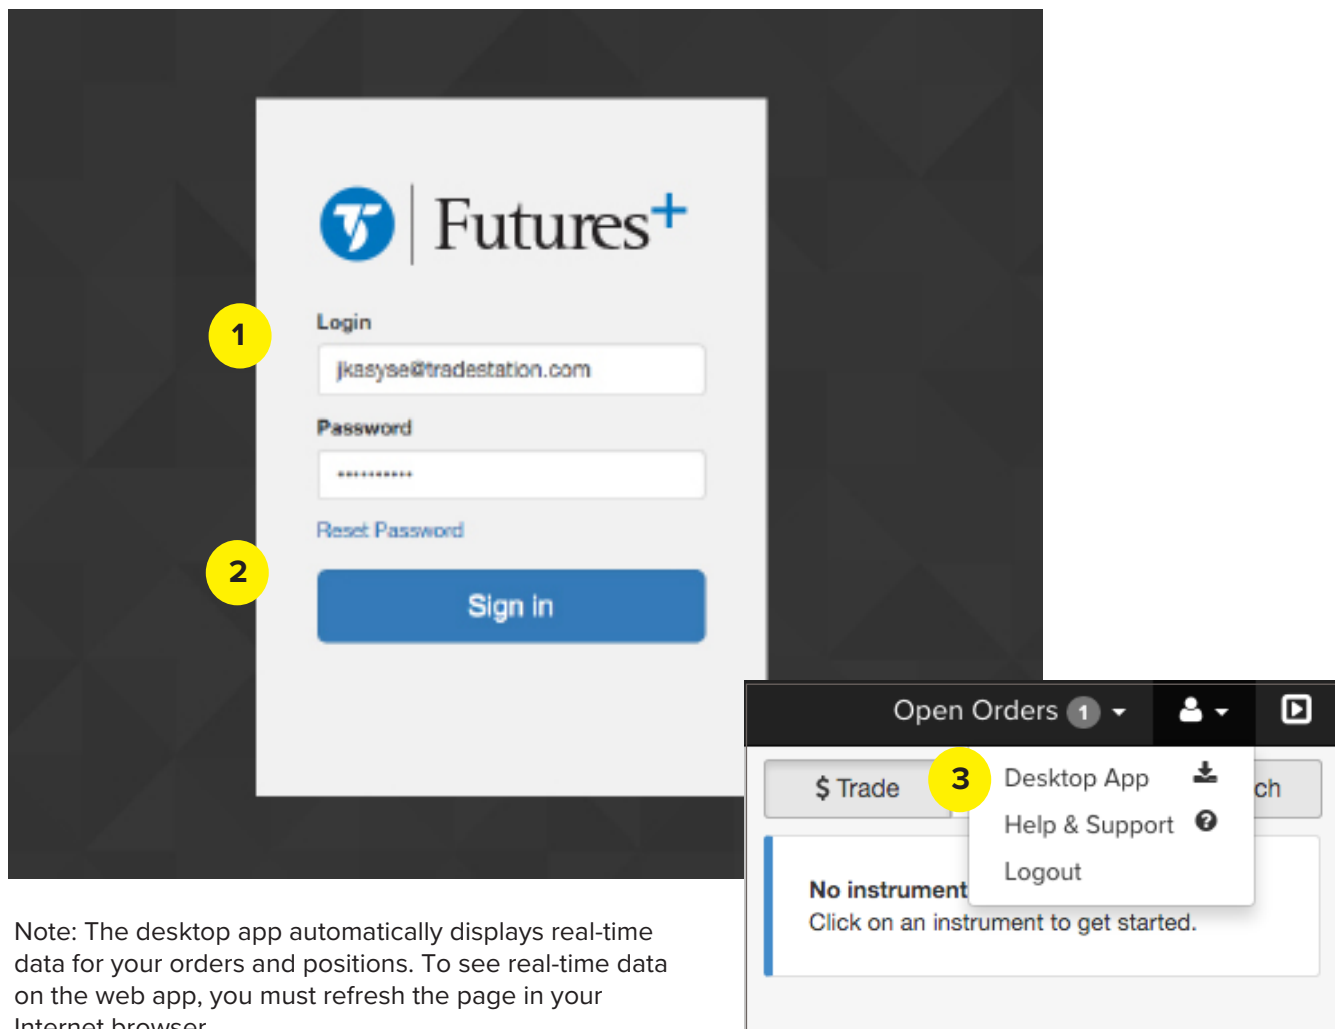 Futures+
1
Login
jkasyse@tradestation.com
Password
••••••••••
Reset Password
2
Sign in
Open Orders 1
$ Trade
3
Desktop App
ch
Help & Support
Logout
No instrument
Click on an instrument to get started.
Note: The desktop app automatically displays real-time
data for your orders and positions. To see real-time data
on the web app, you must refresh the page in your
Internet browser